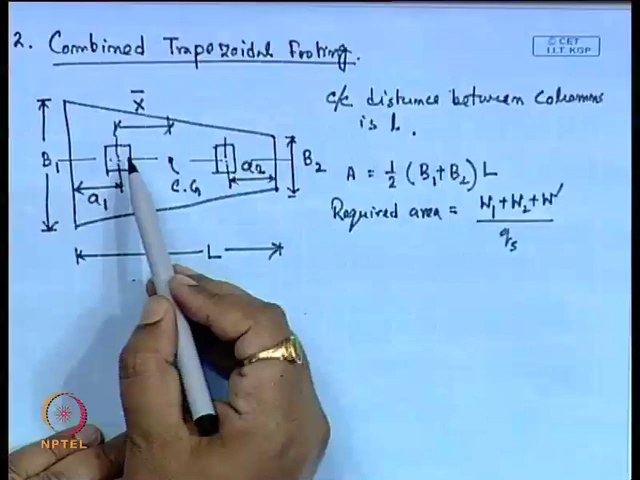 2. Combined Trapezoidal Footing.
© CET
I.I.T. KGP
c/c distance between columns
is L.
X̄
B₁
B₂
a₂
C.G
a₁
L
A = 1/2 (B₁+B₂) L
Required area = W₁+W₂+W′ / qₛ
NPTEL